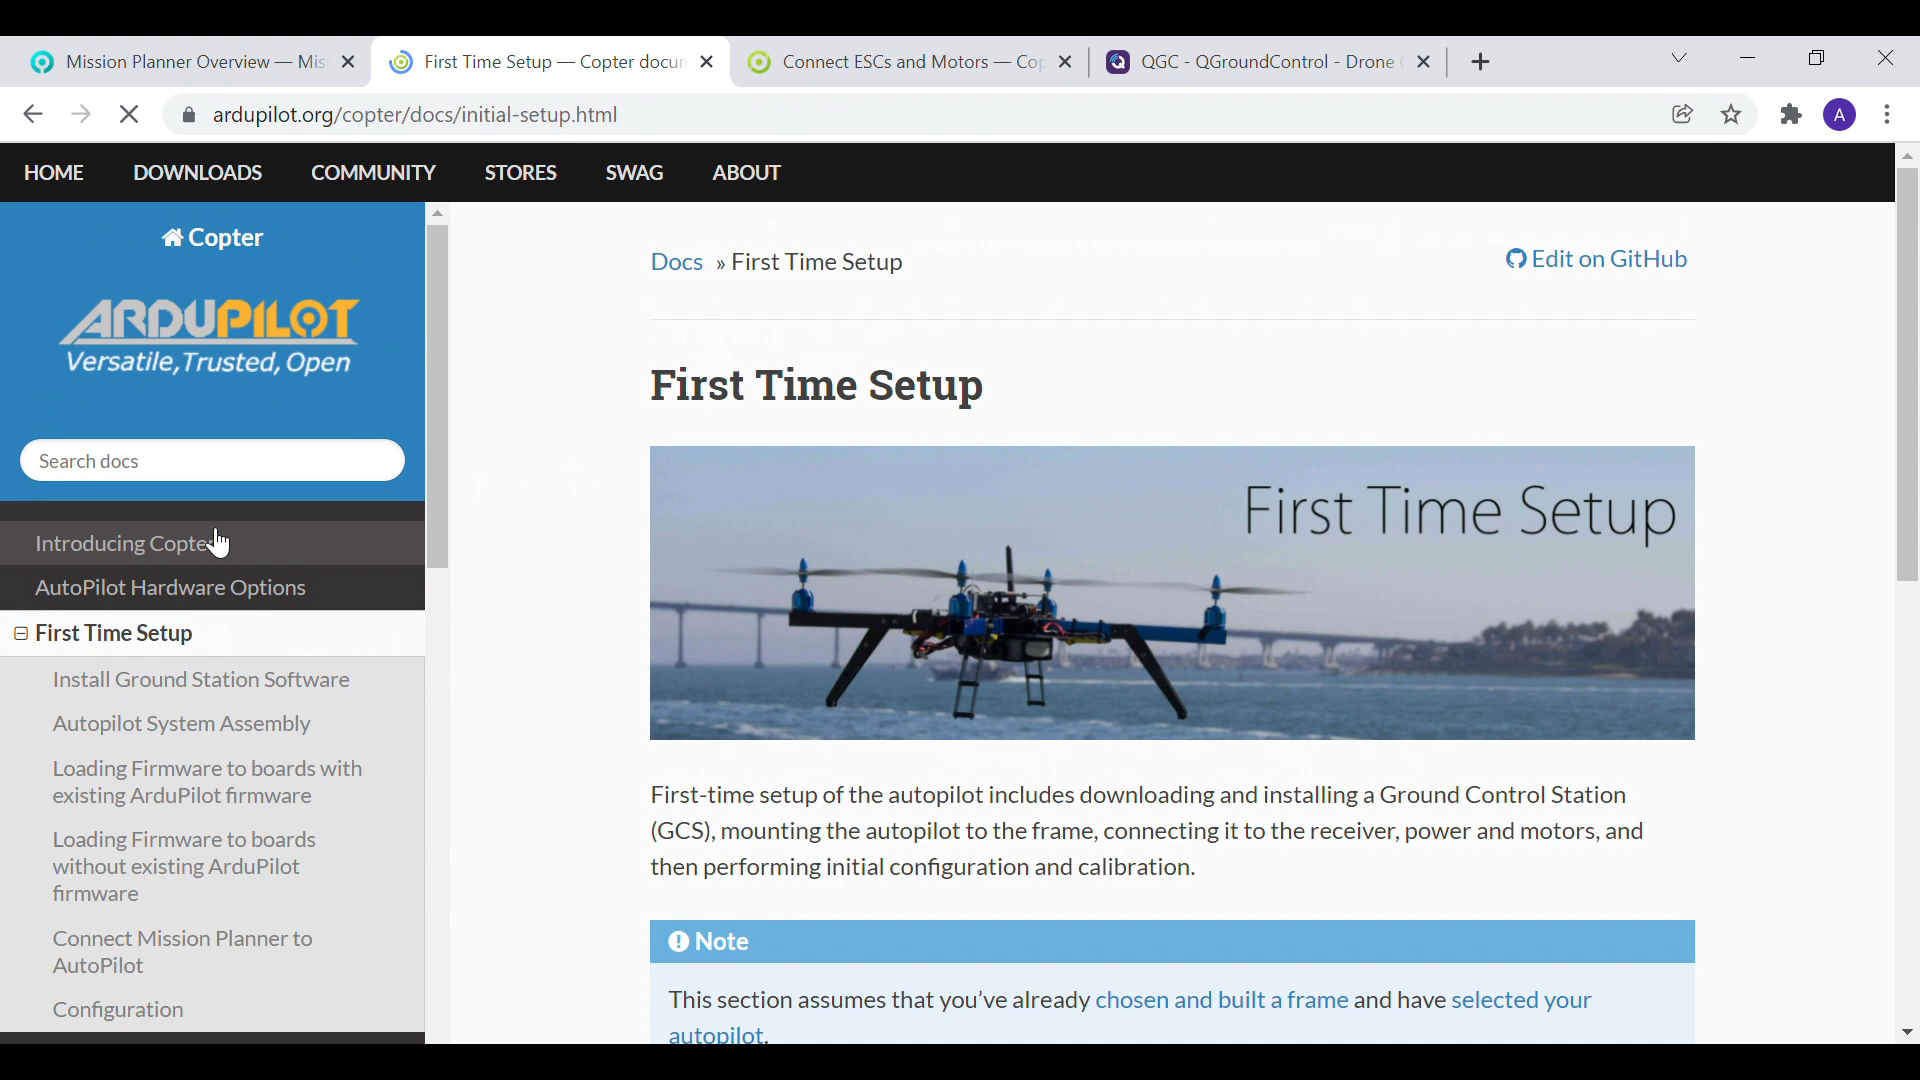 Mission Planner Overview — Mis
First Time Setup — Copter docu
Connect ESCs and Motors — Cop
QGC - QGroundControl - Drone
ardupilot.org/copter/docs/initial-setup.html
A
HOME
DOWNLOADS
COMMUNITY
STORES
SWAG
ABOUT
Copter
ARDUPILOT
Versatile,Trusted, Open
Search docs
Introducing Copter
AutoPilot Hardware Options
First Time Setup
Install Ground Station Software
Autopilot System Assembly
Loading Firmware to boards with
existing ArduPilot firmware
Loading Firmware to boards
without existing ArduPilot
firmware
Connect Mission Planner to
AutoPilot
Configuration
Docs » First Time Setup
Edit on GitHub
First Time Setup
First Time Setup
First-time setup of the autopilot includes downloading and installing a Ground Control Station
(GCS), mounting the autopilot to the frame, connecting it to the receiver, power and motors, and
then performing initial configuration and calibration.
Note
This section assumes that you've already chosen and built a frame and have selected your
autopilot.